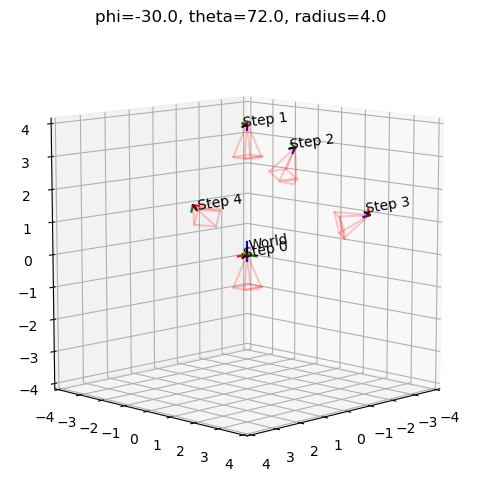 phi=-30.0, theta=72.0, radius=4.0
Step 1
Step 2
Step 3
Step 4
World
Step 0
4
3
2
1
0
−1
−2
−3
−4
−4 −3 −2 −1 0 1 2 3 4
4 3 2 1 0 −1 −2 −3 −4